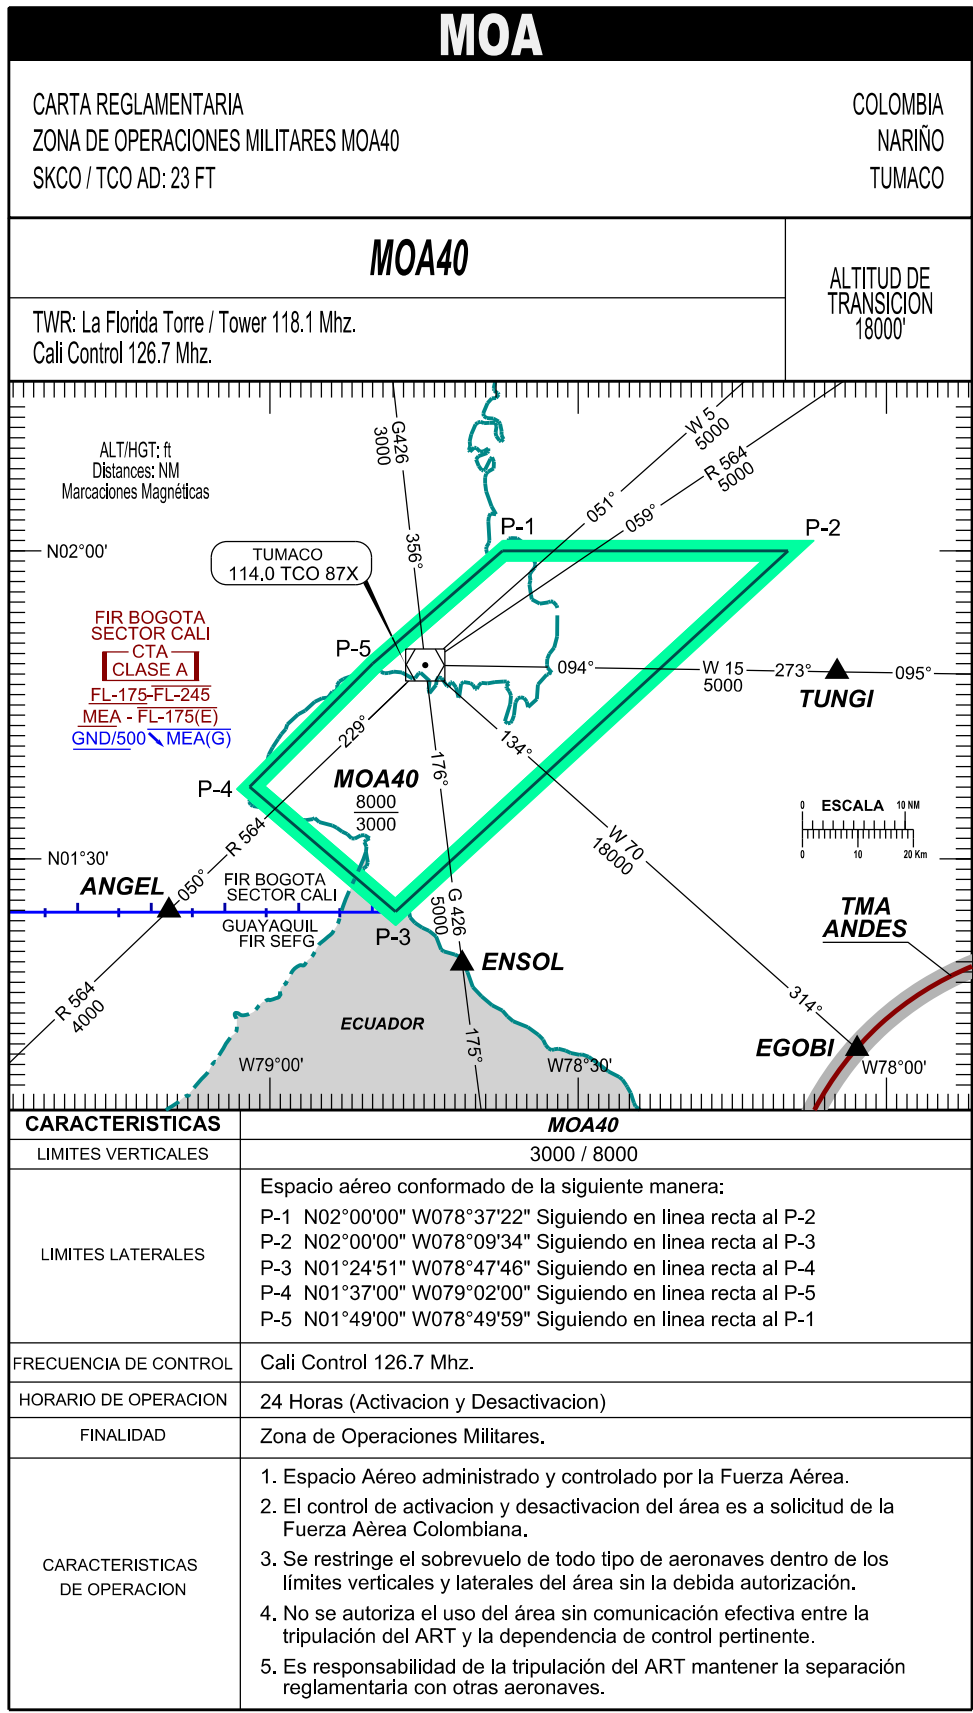 MOA
CARTA REGLAMENTARIA
ZONA DE OPERACIONES MILITARES MOA40
SKCO / TCO AD: 23 FT
COLOMBIA
NARIÑO
TUMACO
MOA40
TWR: La Florida Torre / Tower 118.1 Mhz.
Cali Control 126.7 Mhz.
ALTITUD DE
TRANSICION
18000'
ALT/HGT: ft
Distances: NM
Marcaciones Magnéticas
G426
3000
W 5
5000
R 564
5000
051°
059°
356°
P-1
P-2
N02°00'
TUMACO
114.0 TCO 87X
FIR BOGOTA
SECTOR CALI
CTA
CLASE A
FL-175-FL-245
MEA - FL-175(E)
GND/500 MEA(G)
P-5
094°
W 15
5000
273°
095°
TUNGI
229°
134°
176°
P-4
MOA40
8000
3000
0 ESCALA 10 NM
0 10 20 Km
R 564
W 70
18000
N01°30'
ANGEL
050°
FIR BOGOTA
SECTOR CALI
GUAYAQUIL
FIR SEFG
G 426
5000
P-3
TMA
ANDES
ENSOL
R 564
4000
ECUADOR
314°
175°
EGOBI
W79°00'
W78°30'
W78°00'
CARACTERISTICAS
MOA40
LIMITES VERTICALES
3000 / 8000
LIMITES LATERALES
Espacio aéreo conformado de la siguiente manera:
P-1 N02°00'00" W078°37'22" Siguiendo en linea recta al P-2
P-2 N02°00'00" W078°09'34" Siguiendo en linea recta al P-3
P-3 N01°24'51" W078°47'46" Siguiendo en linea recta al P-4
P-4 N01°37'00" W079°02'00" Siguiendo en linea recta al P-5
P-5 N01°49'00" W078°49'59" Siguiendo en linea recta al P-1
FRECUENCIA DE CONTROL
Cali Control 126.7 Mhz.
HORARIO DE OPERACION
24 Horas (Activacion y Desactivacion)
FINALIDAD
Zona de Operaciones Militares.
CARACTERISTICAS
DE OPERACION
1. Espacio Aéreo administrado y controlado por la Fuerza Aérea.
2. El control de activacion y desactivacion del área es a solicitud de la
Fuerza Aèrea Colombiana.
3. Se restringe el sobrevuelo de todo tipo de aeronaves dentro de los
límites verticales y laterales del área sin la debida autorización.
4. No se autoriza el uso del área sin comunicación efectiva entre la
tripulación del ART y la dependencia de control pertinente.
5. Es responsabilidad de la tripulación del ART mantener la separación
reglamentaria con otras aeronaves.